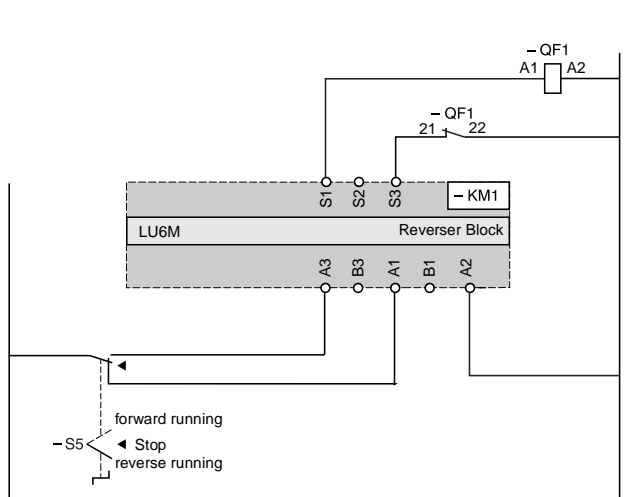 – QF1
A1 A2
– QF1
21 22
S1 S2 S3
– KM1
LU6M Reverser Block
A3 B3 A1 B1 A2
forward running
– S5 Stop
reverse running